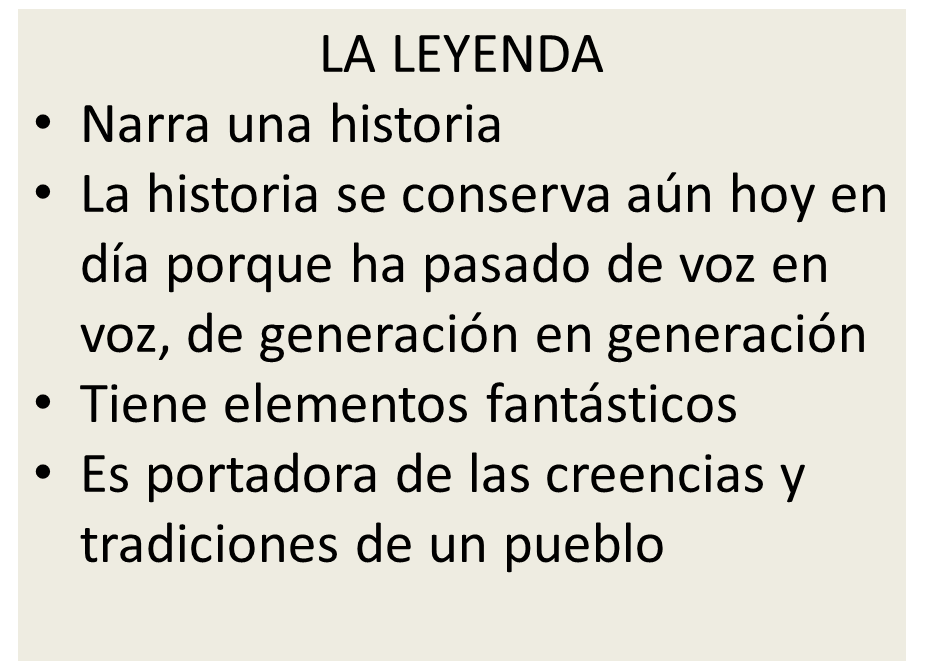 LA LEYENDA
• Narra una historia
• La historia se conserva aún hoy en
día porque ha pasado de voz en
voz, de generación en generación
• Tiene elementos fantásticos
• Es portadora de las creencias y
tradiciones de un pueblo